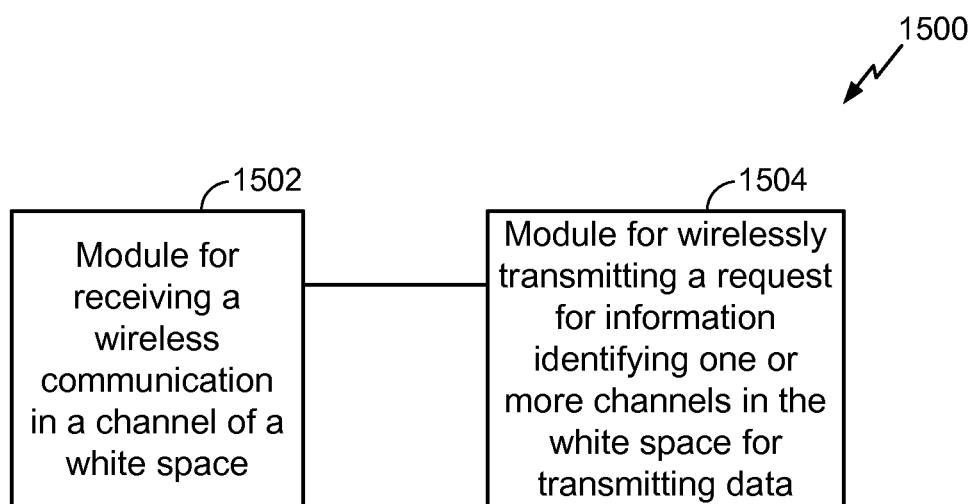 1500
1502
Module for
receiving a
wireless
communication
in a channel of a
white space
1504
Module for wirelessly
transmitting a request
for information
identifying one or
more channels in the
white space for
transmitting data